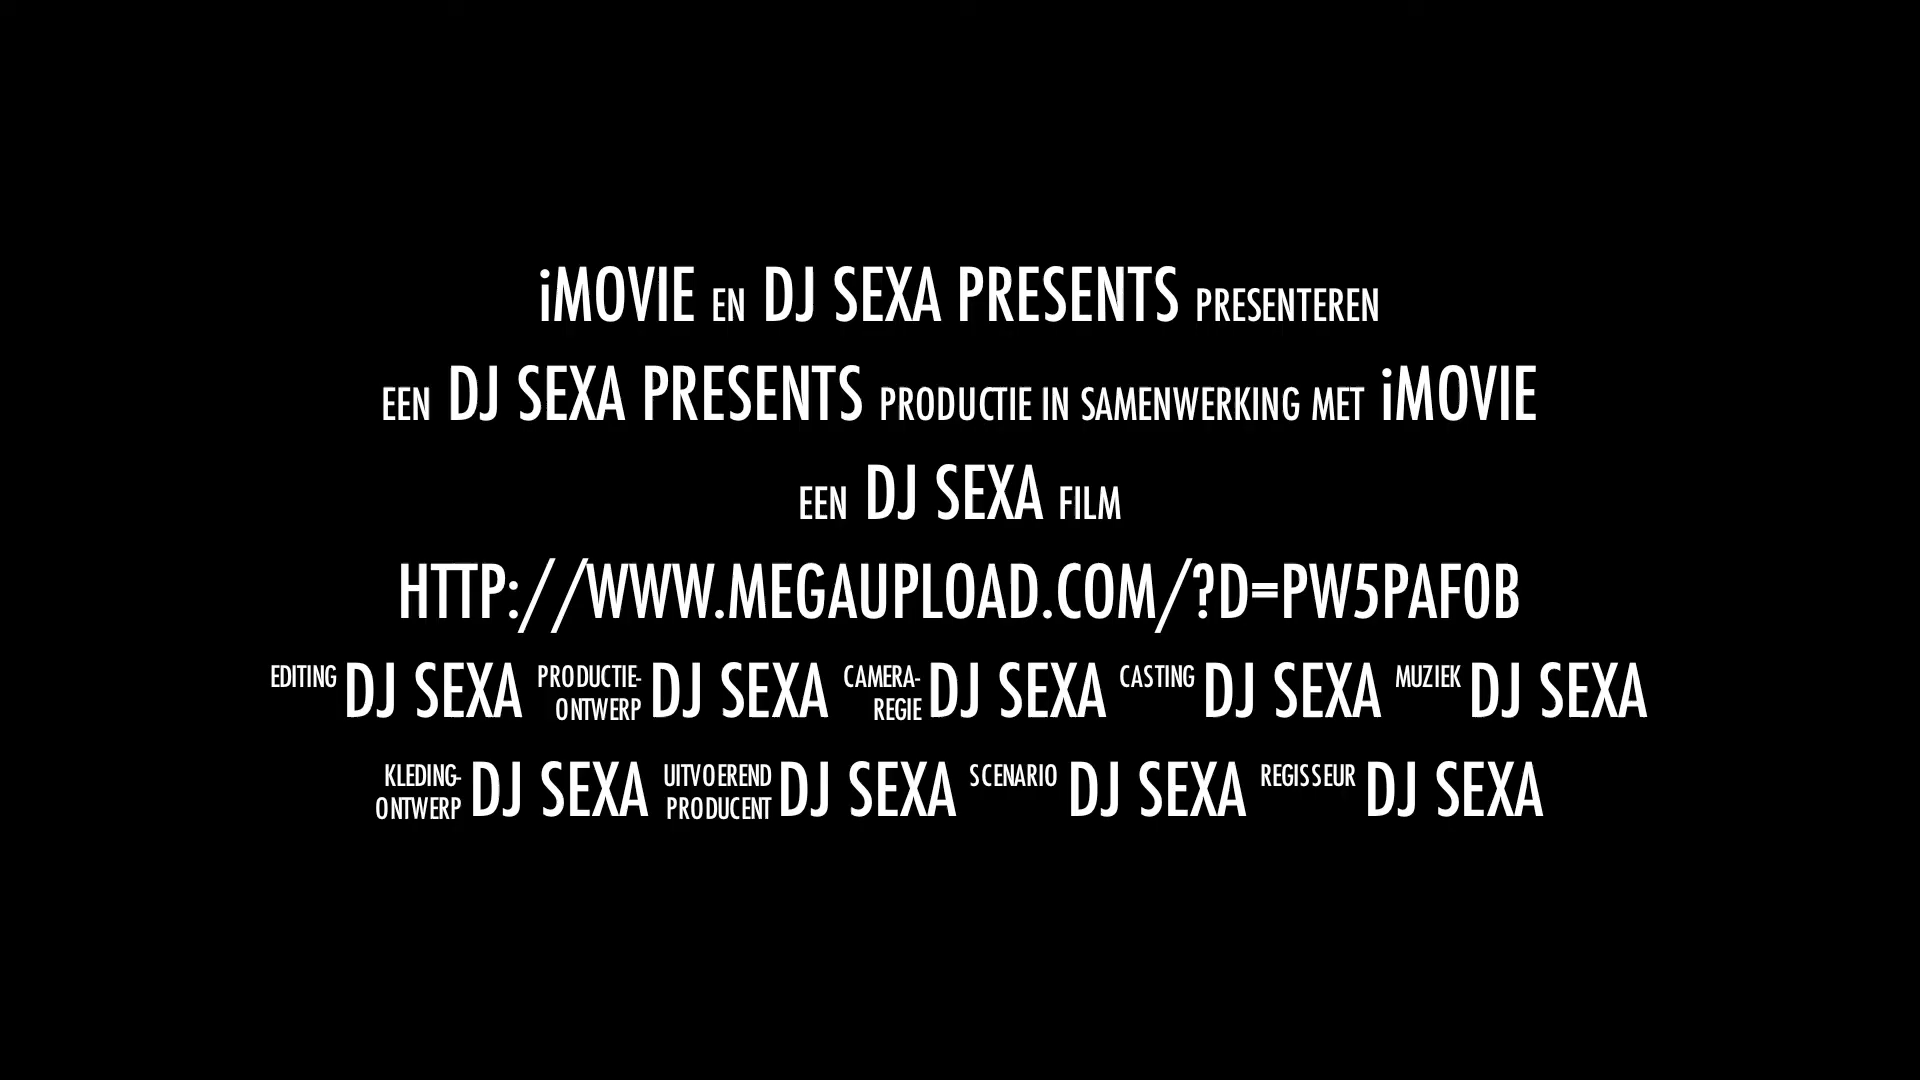 iMOVIE EN DJ SEXA PRESENTS PRESENTEREN
EEN DJ SEXA PRESENTS PRODUCTIE IN SAMENWERKING MET iMOVIE
EEN DJ SEXA FILM
HTTP://WWW.MEGAUPLOAD.COM/?D=PW5PAF0B
EDITING DJ SEXA PRODUCTIE-ONTWERP DJ SEXA CAMERA-REGIE DJ SEXA CASTING DJ SEXA MUZIEK DJ SEXA
KLEDING-ONTWERP DJ SEXA UITVOEREND PRODUCENT DJ SEXA SCENARIO DJ SEXA REGISSEUR DJ SEXA